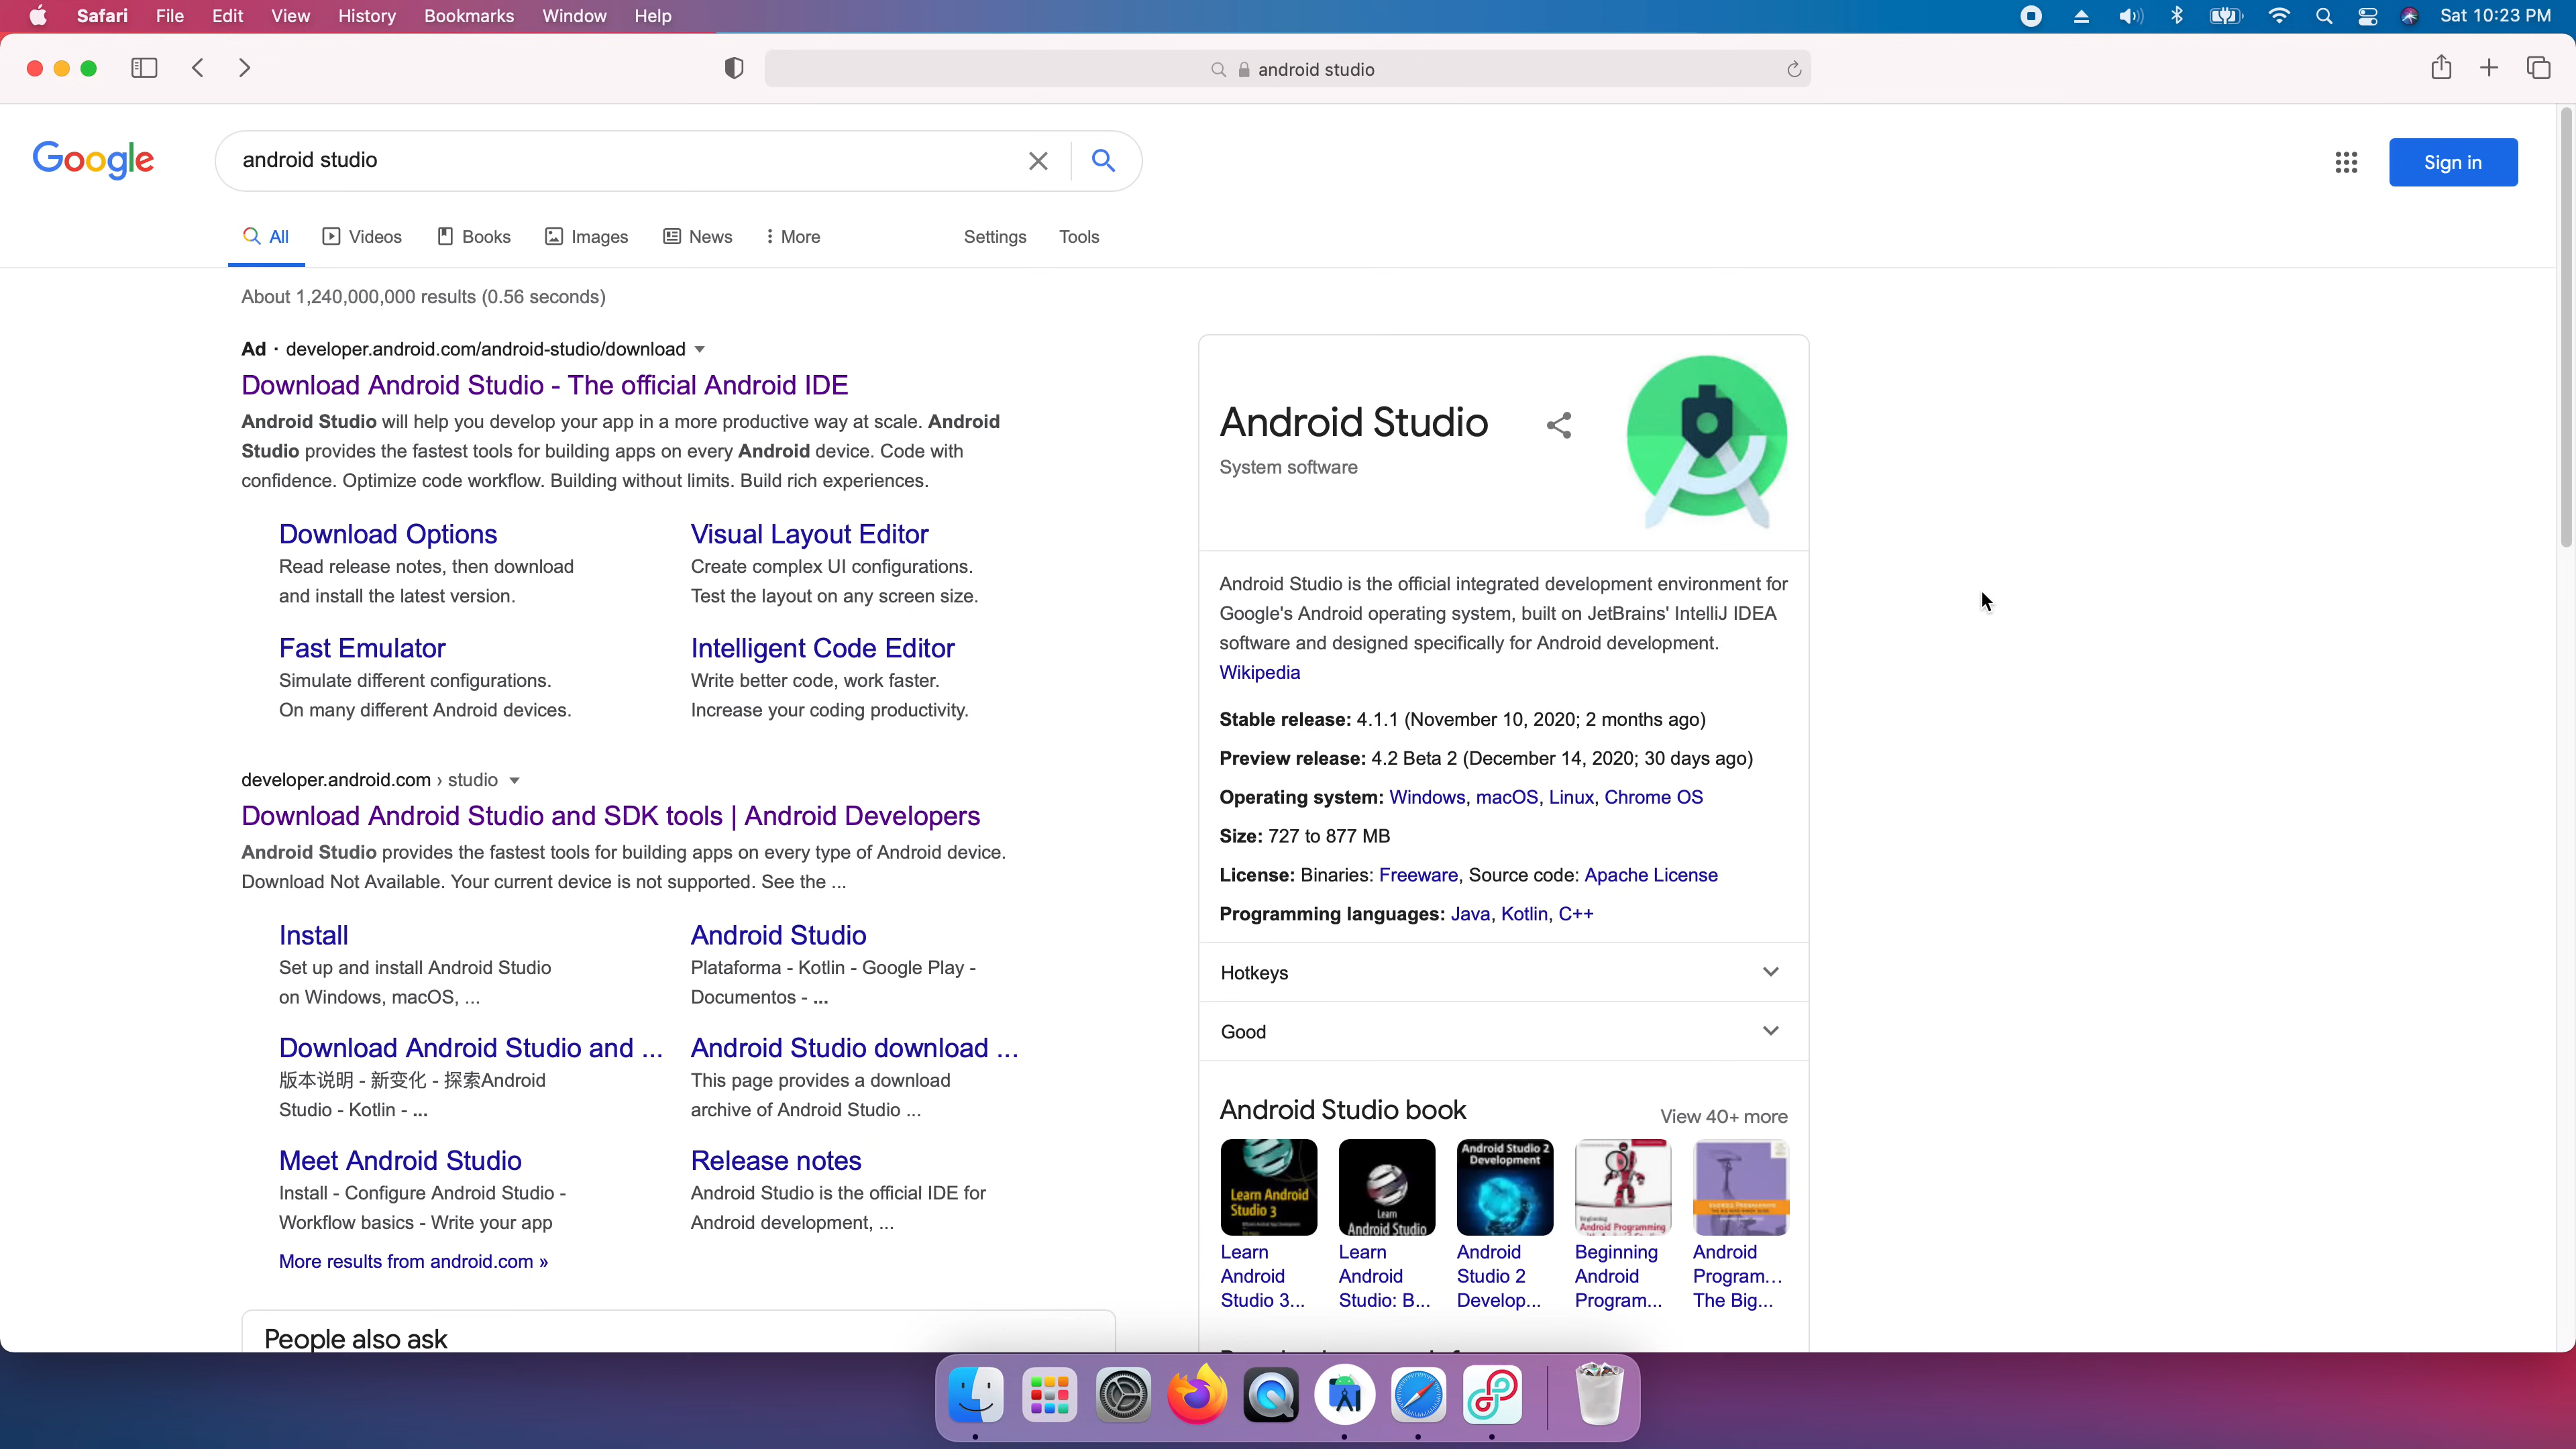 Safari File Edit View History Bookmarks Window Help
Sat 10:23 PM
android studio
Google
android studio
Sign in
All Videos Books Images News More Settings Tools
About 1,240,000,000 results (0.56 seconds)
Ad · developer.android.com/android-studio/download
Download Android Studio - The official Android IDE
Android Studio will help you develop your app in a more productive way at scale. Android
Studio provides the fastest tools for building apps on every Android device. Code with
confidence. Optimize code workflow. Building without limits. Build rich experiences.
Download Options
Read release notes, then download
and install the latest version.
Visual Layout Editor
Create complex UI configurations.
Test the layout on any screen size.
Fast Emulator
Simulate different configurations.
On many different Android devices.
Intelligent Code Editor
Write better code, work faster.
Increase your coding productivity.
developer.android.com › studio
Download Android Studio and SDK tools | Android Developers
Android Studio provides the fastest tools for building apps on every type of Android device.
Download Not Available. Your current device is not supported. See the ...
Install
Set up and install Android Studio
on Windows, macOS, ...
Android Studio
Plataforma - Kotlin - Google Play -
Documentos - ...
Download Android Studio and ...
版本说明 - 新变化 - 探索Android
Studio - Kotlin - ...
Android Studio download ...
This page provides a download
archive of Android Studio ...
Meet Android Studio
Install - Configure Android Studio -
Workflow basics - Write your app
Release notes
Android Studio is the official IDE for
Android development, ...
More results from android.com »
People also ask
Android Studio
System software
Android Studio is the official integrated development environment for
Google's Android operating system, built on JetBrains' IntelliJ IDEA
software and designed specifically for Android development.
Wikipedia
Stable release: 4.1.1 (November 10, 2020; 2 months ago)
Preview release: 4.2 Beta 2 (December 14, 2020; 30 days ago)
Operating system: Windows, macOS, Linux, Chrome OS
Size: 727 to 877 MB
License: Binaries: Freeware, Source code: Apache License
Programming languages: Java, Kotlin, C++
Hotkeys
Good
Android Studio book
View 40+ more
Learn Android
Studio 3
Learn
Android Studio
Android Studio 2
Development
Beginning
Android Programming
Android Programming
Learn
Android
Studio 3...
Learn
Android
Studio: B...
Android
Studio 2
Develop...
Beginning
Android
Program...
Android
Program...
The Big...